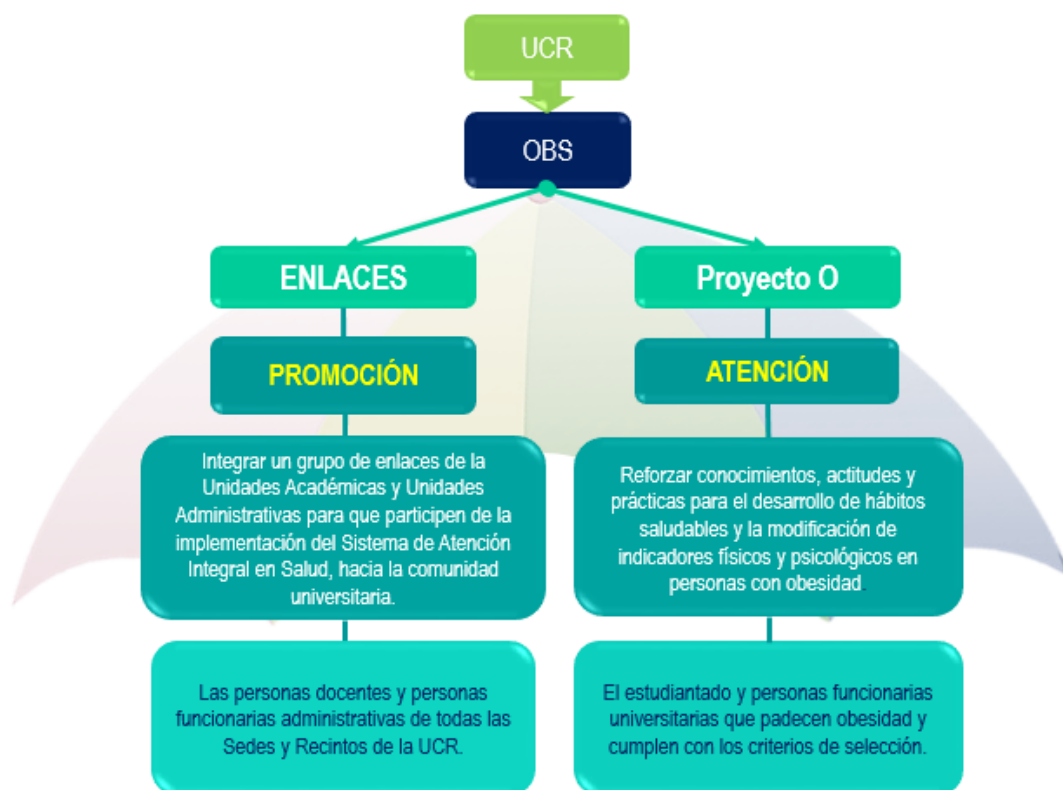 UCR
OBS
ENLACES
PROMOCIÓN
Integrar un grupo de enlaces de la
Unidades Académicas y Unidades
Administrativas para que participen de la
implementación del Sistema de Atención
Integral en Salud, hacia la comunidad
universitaria.
Las personas docentes y personas
funcionarias administrativas de todas las
Sedes y Recintos de la UCR.
Proyecto O
ATENCIÓN
Reforzar conocimientos, actitudes y
prácticas para el desarrollo de hábitos
saludables y la modificación de
indicadores físicos y psicológicos en
personas con obesidad.
El estudiantado y personas funcionarias
universitarias que padecen obesidad y
cumplen con los criterios de selección.